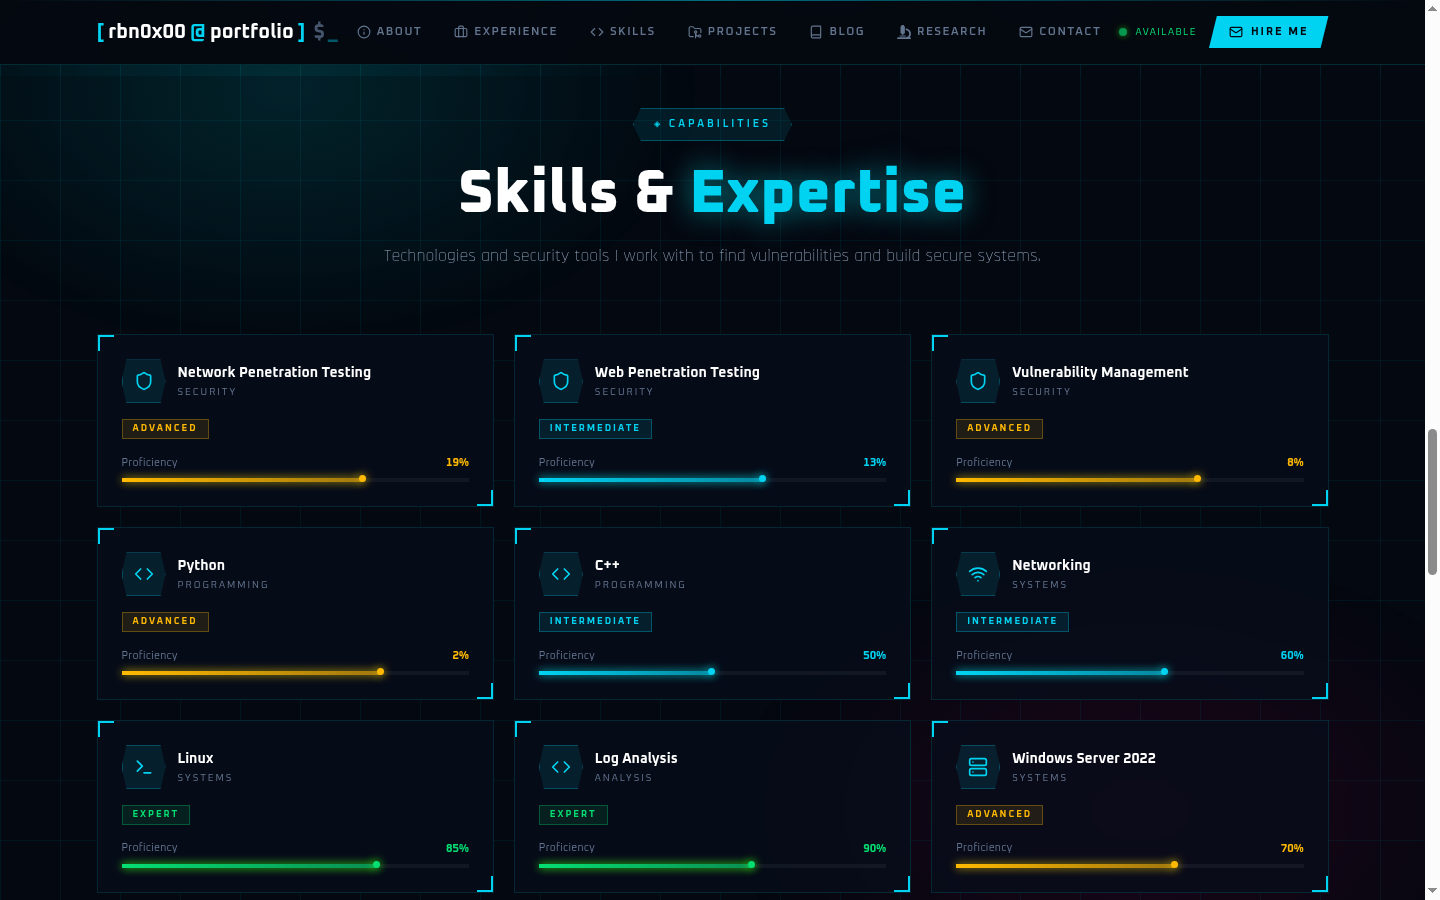 [ rbn0x00 @ portfolio ] $_ ABOUT EXPERIENCE SKILLS PROJECTS BLOG RESEARCH CONTACT AVAILABLE HIRE ME
CAPABILITIES
Skills & Expertise
Technologies and security tools I work with to find vulnerabilities and build secure systems.
Network Penetration Testing
SECURITY
ADVANCED
Proficiency 19%
Web Penetration Testing
SECURITY
INTERMEDIATE
Proficiency 13%
Vulnerability Management
SECURITY
ADVANCED
Proficiency 8%
Python
PROGRAMMING
ADVANCED
Proficiency 2%
C++
PROGRAMMING
INTERMEDIATE
Proficiency 50%
Networking
SYSTEMS
INTERMEDIATE
Proficiency 60%
Linux
SYSTEMS
EXPERT
Proficiency 85%
Log Analysis
ANALYSIS
EXPERT
Proficiency 90%
Windows Server 2022
SYSTEMS
ADVANCED
Proficiency 70%